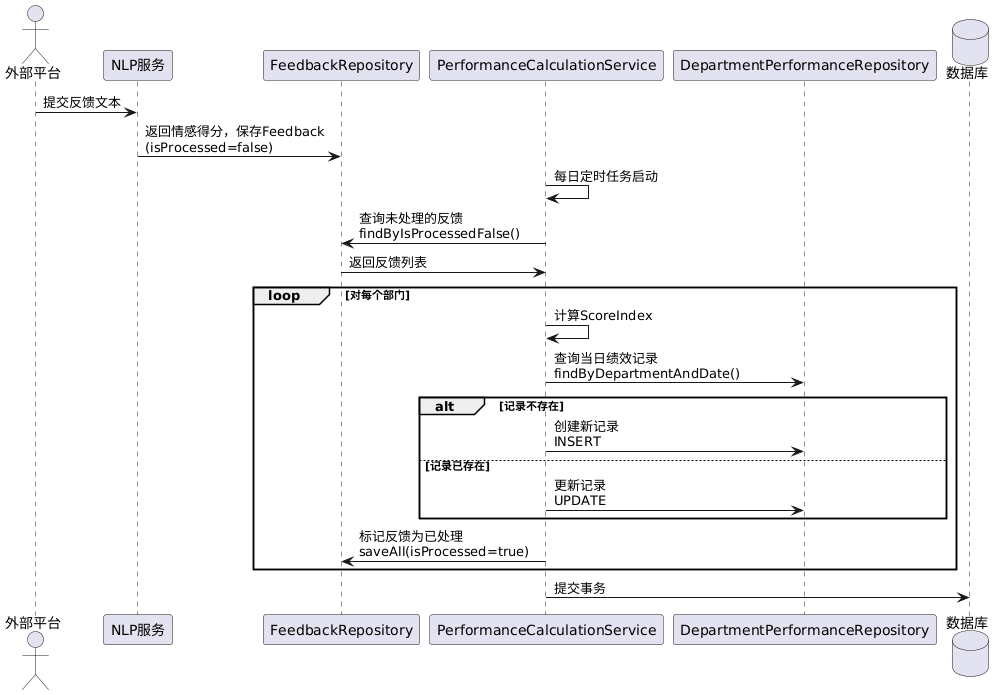 外部平台
NLP服务
FeedbackRepository
PerformanceCalculationService
DepartmentPerformanceRepository
数据库
提交反馈文本
返回情感得分，保存Feedback
(isProcessed=false)
每日定时任务启动
查询未处理的反馈
findByIsProcessedFalse()
返回反馈列表
loop
[对每个部门]
计算ScoreIndex
查询当日绩效记录
findByDepartmentAndDate()
alt
[记录不存在]
创建新记录
INSERT
[记录已存在]
更新记录
UPDATE
标记反馈为已处理
saveAll(isProcessed=true)
提交事务
外部平台
NLP服务
FeedbackRepository
PerformanceCalculationService
DepartmentPerformanceRepository
数据库